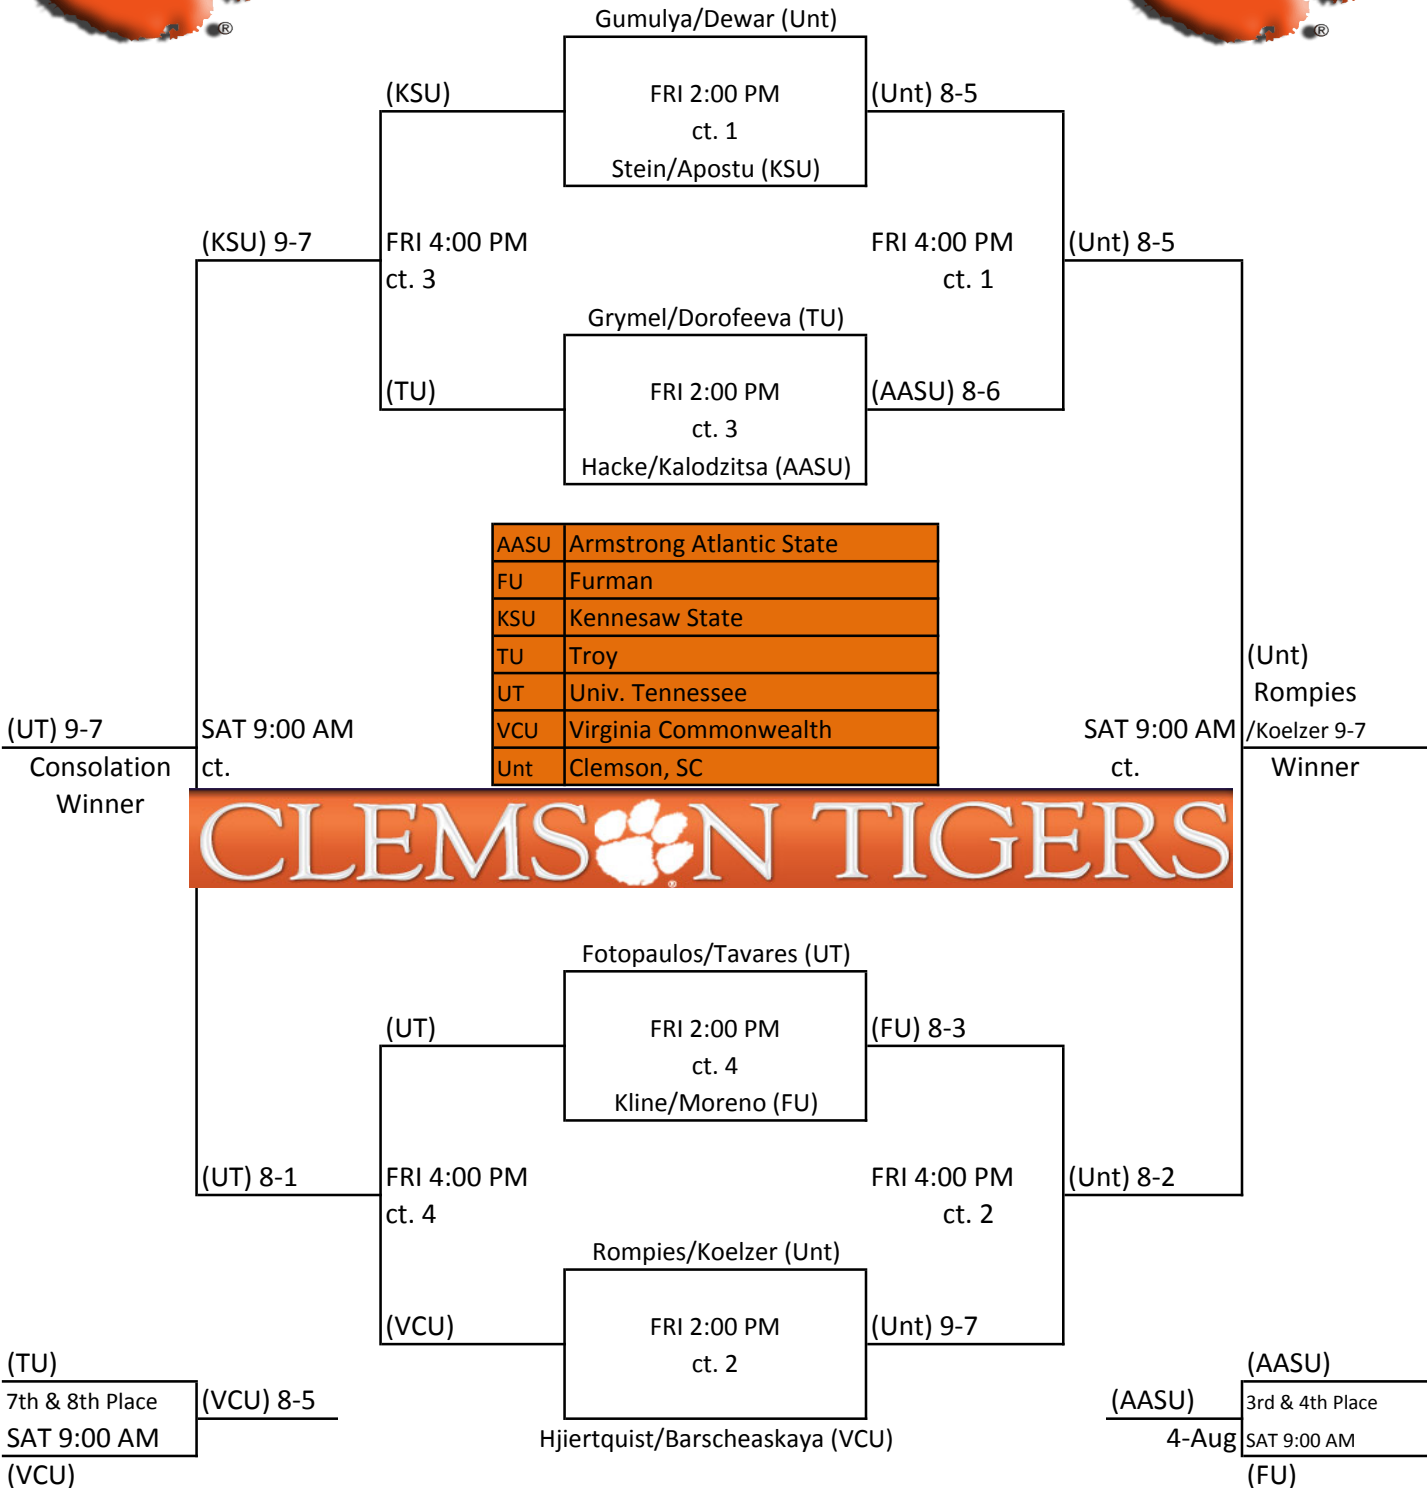 ®
®
Gumulya/Dewar (Unt)
(KSU)
FRI 2:00 PM
(Unt) 8-5
ct. 1
Stein/Apostu (KSU)
(KSU) 9-7
FRI 4:00 PM
FRI 4:00 PM
(Unt) 8-5
ct. 3
ct. 1
Grymel/Dorofeeva (TU)
(TU)
FRI 2:00 PM
(AASU) 8-6
ct. 3
Hacke/Kalodzitsa (AASU)
AASU Armstrong Atlantic State
FU Furman
KSU Kennesaw State
TU Troy
UT Univ. Tennessee
VCU Virginia Commonwealth
Unt Clemson, SC
(Unt)
Rompies
/Koelzer 9-7
Winner
(UT) 9-7
Consolation
Winner
SAT 9:00 AM
ct.
SAT 9:00 AM
ct.
CLEMSON TIGERS
®
Fotopaulos/Tavares (UT)
(UT)
FRI 2:00 PM
(FU) 8-3
ct. 4
Kline/Moreno (FU)
(UT) 8-1
FRI 4:00 PM
FRI 4:00 PM
(Unt) 8-2
ct. 4
ct. 2
Rompies/Koelzer (Unt)
(VCU)
FRI 2:00 PM
(Unt) 9-7
ct. 2
Hjiertquist/Barscheaskaya (VCU)
(TU)
7th & 8th Place
(VCU) 8-5
SAT 9:00 AM
(VCU)
(AASU)
(AASU)
3rd & 4th Place
4-Aug
SAT 9:00 AM
(FU)